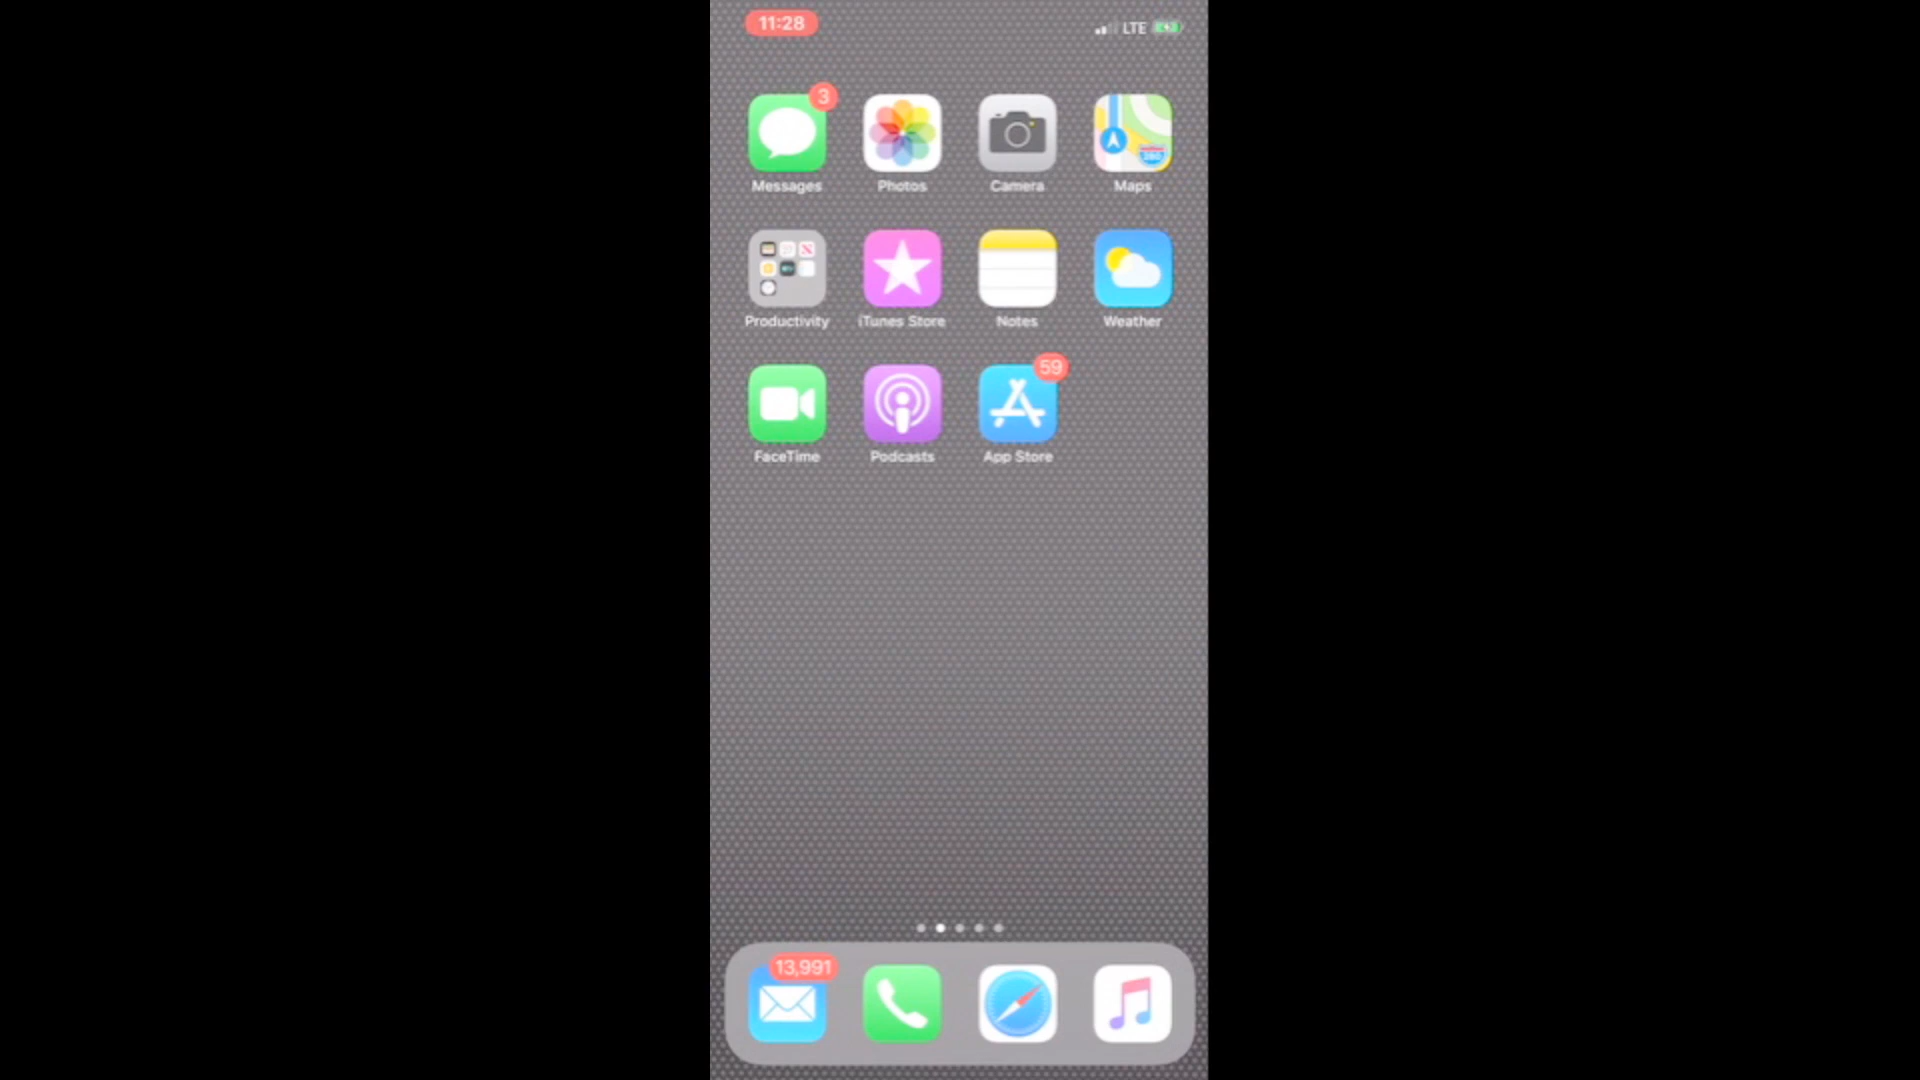 11:28
LTE
3
Messages
Photos
Camera
Maps
280
Productivity
iTunes Store
Notes
Weather
59
FaceTime
Podcasts
App Store
13,991